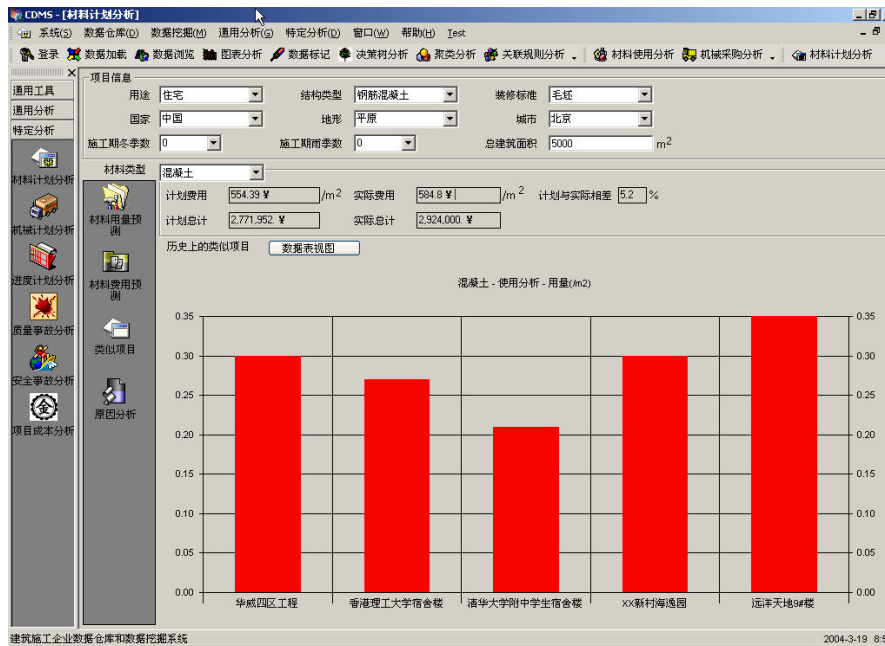 CDMS - [材料计划分析]
系统(S) 数据仓库(D) 数据挖掘(M) 通用分析(G) 特定分析(D) 窗口(W) 帮助(H) Test
登录 数据加载 数据浏览 图表分析 数据标记 决策树分析 聚类分析 关联规则分析 材料使用分析 机械采购分析 材料计划分析
通用工具
通用分析
特定分析
材料计划分析
机械计划分析
进度计划分析
质量事故分析
安全事故分析
项目成本分析
项目信息
用途 住宅 结构类型 钢筋混凝土 装修标准 毛坯
国家 中国 地形 平原 城市 北京
施工期冬季数 0 施工期雨季数 0 总建筑面积 5000 m2
材料类型 混凝土
材料用量预测
材料费用预测
类似项目
原因分析
计划费用 554.39 ¥ /m2 实际费用 584.8 ¥ /m2 计划与实际相差 5.2 %
计划总计 2,771,952. ¥ 实际总计 2,924,000. ¥
历史上的类似项目 数据表视图
混凝土 - 使用分析 - 用量(/m2)
0.35 0.35
0.30 0.30
0.25 0.25
0.20 0.20
0.15 0.15
0.10 0.10
0.05 0.05
0.00 0.00
华威四区工程 香港理工大学宿舍楼 清华大学附中学生宿舍楼 XX新村海逸园 远洋天地9#楼
建筑施工企业数据仓库和数据挖掘系统 2004-3-19